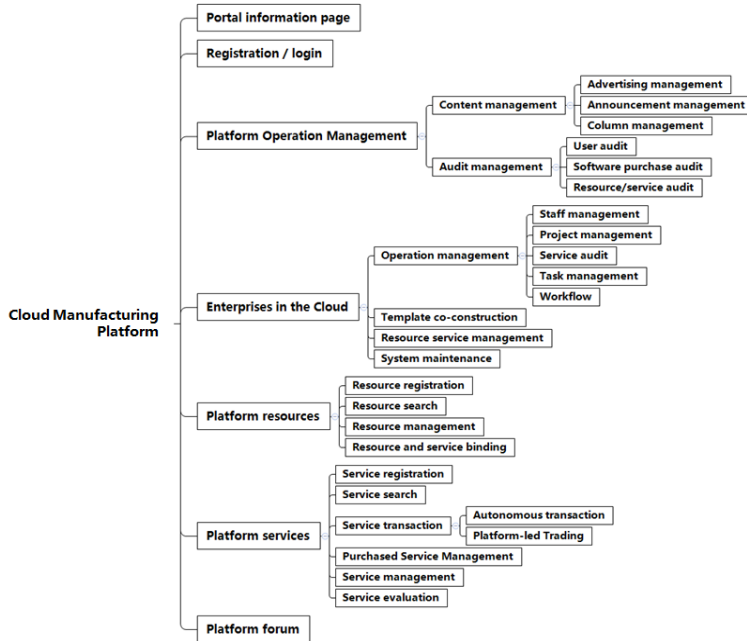 Portal information page
Registration / login
Platform Operation Management
Content management
Advertising management
Announcement management
Column management
Audit management
User audit
Software purchase audit
Resource/service audit
Cloud Manufacturing
Platform
Enterprises in the Cloud
Operation management
Staff management
Project management
Service audit
Task management
Workflow
Template co-construction
Resource service management
System maintenance
Platform resources
Resource registration
Resource search
Resource management
Resource and service binding
Platform services
Service registration
Service search
Service transaction
Autonomous transaction
Platform-led Trading
Purchased Service Management
Service management
Service evaluation
Platform forum